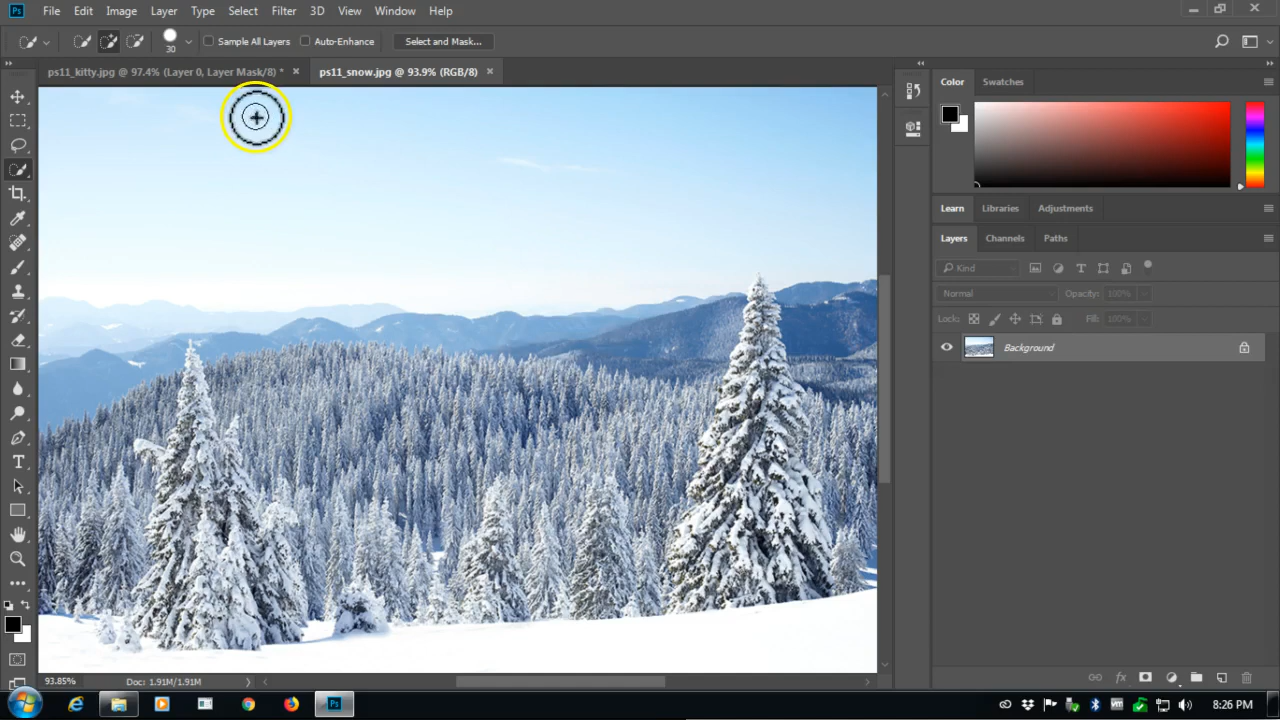 Ps File Edit Image Layer Type Select Filter 3D View Window Help
30 Sample All Layers Auto-Enhance Select and Mask...
ps11_kitty.jpg @ 97.4% (Layer 0, Layer Mask/8) * × ps11_snow.jpg @ 93.9% (RGB/8) ×
Color Swatches
Learn Libraries Adjustments
Layers Channels Paths
Kind
Normal Opacity: 100%
Lock: Fill: 100%
Background
93.85% Doc: 1.91M/1.91M
Ps 8:26 PM